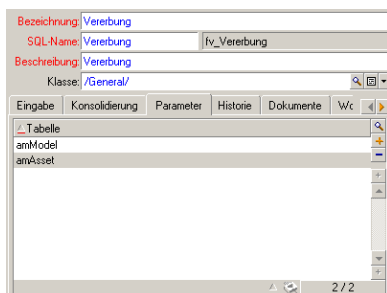 Bezeichnung: Vererbung
SQL-Name: Vererbung fv_Vererbung
Beschreibung: Vererbung
Klasse: /General/
Eingabe Konsolidierung Parameter Historie Dokumente Wc
Tabelle
amModel
amAsset
2 / 2